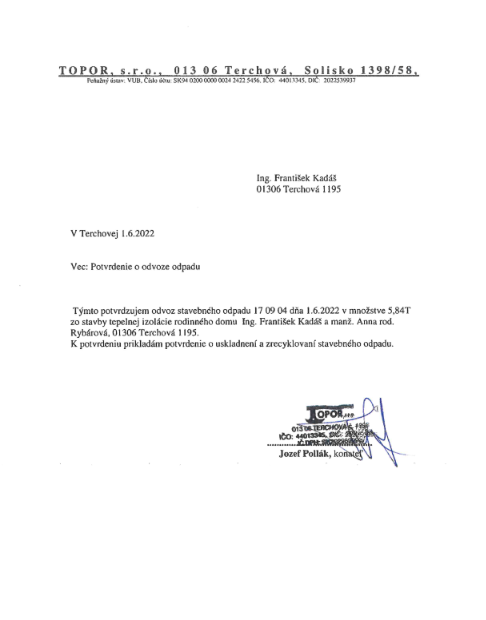 TOPOR, s.r.o., 013 06 Terchová, Solisko 1398/58,
Peňažný ústav: VÚB, Číslo účtu: SK94 0200 0000 0024 2422 5456, IČO: 44013345, DIČ: 2022539937
Ing. František Kadáš
01306 Terchová 1195
V Terchovej 1.6.2022
Vec: Potvrdenie o odvoze odpadu
Týmto potvrdzujem odvoz stavebného odpadu 17 09 04 dňa 1.6.2022 v množstve 5,84T
zo stavby tepelnej izolácie rodinného domu Ing. František Kadáš a manž. Anna rod.
Rybárová, 01306 Terchová 1195.
K potvrdeniu prikladám potvrdenie o uskladnení a zrecyklovaní stavebného odpadu.
TOPOR, s.r.o.
013 06 TERCHOVÁ
IČO: 44013345, DIČ:
IČ DPH:
Jozef Pollák, konateľ